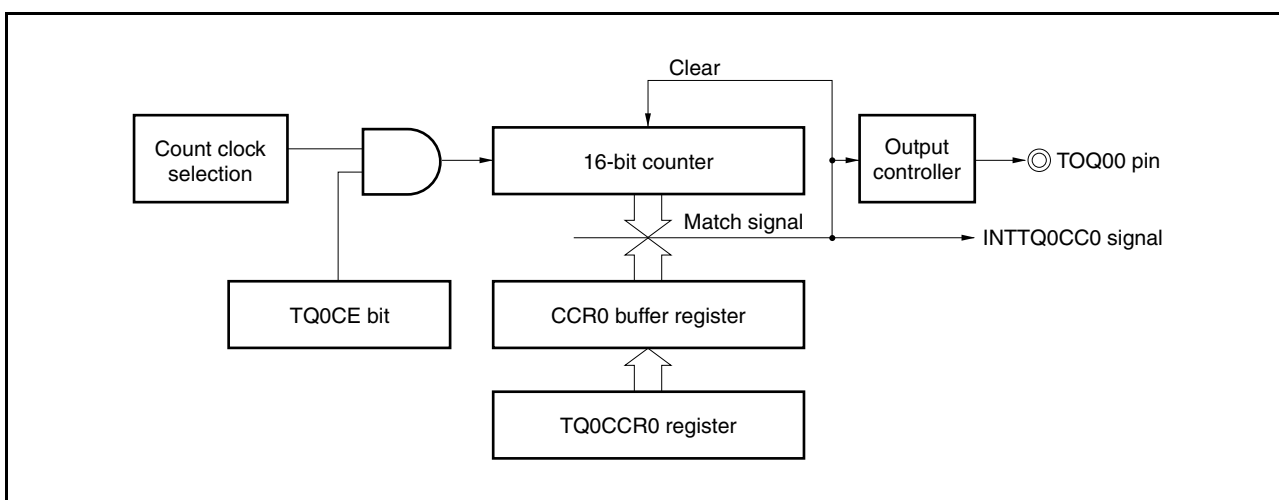 Clear
Count clock
selection
16-bit counter
Output
controller
TOQ00 pin
Match signal
INTTQ0CC0 signal
TQ0CE bit
CCR0 buffer register
TQ0CCR0 register